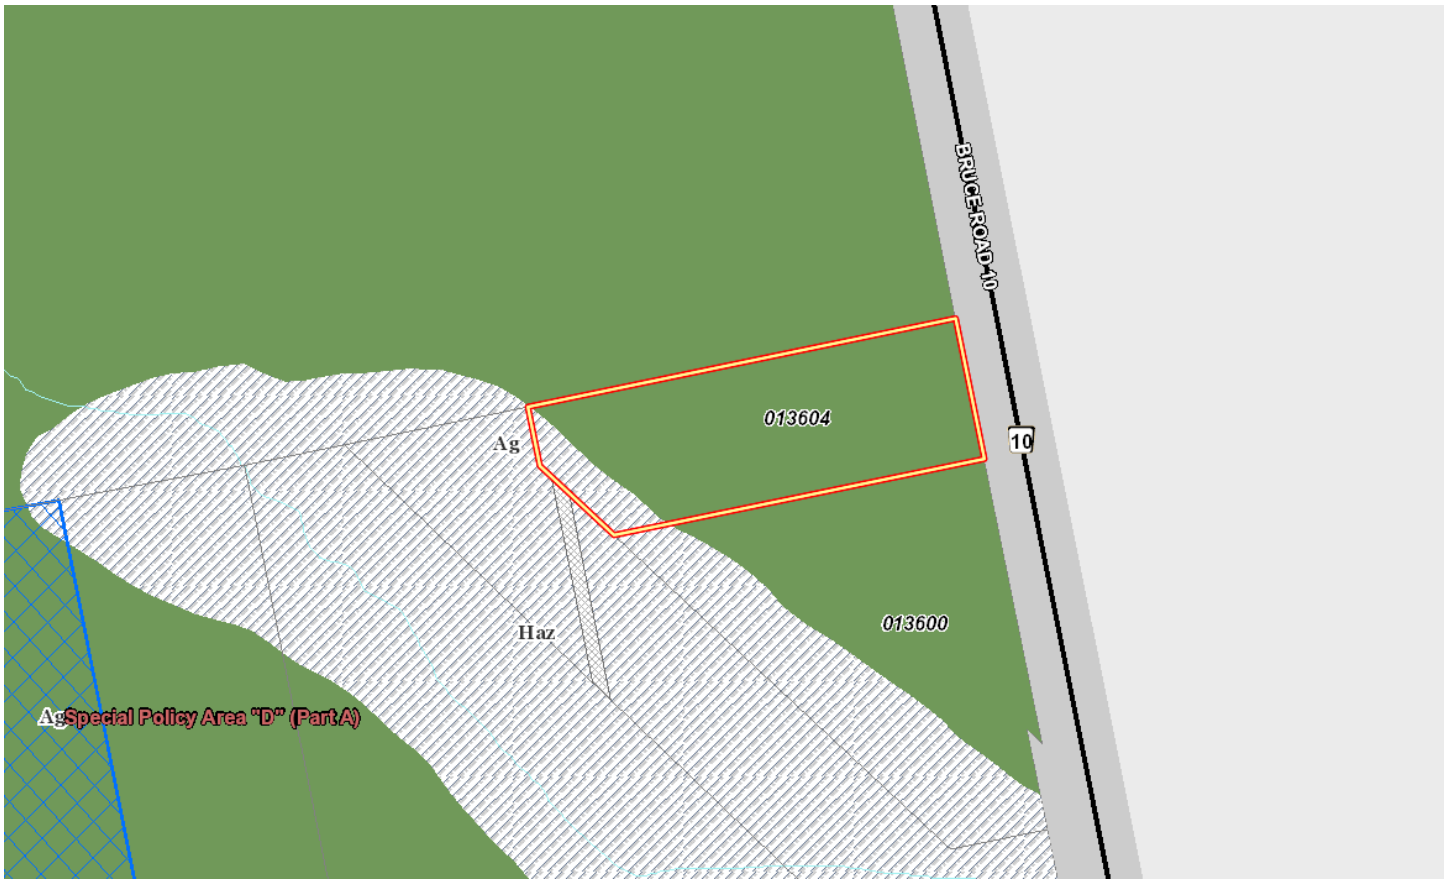 BRUCE ROAD 10
013604
10
Ag
013600
Haz
Ag
Special Policy Area "D" (Part A)